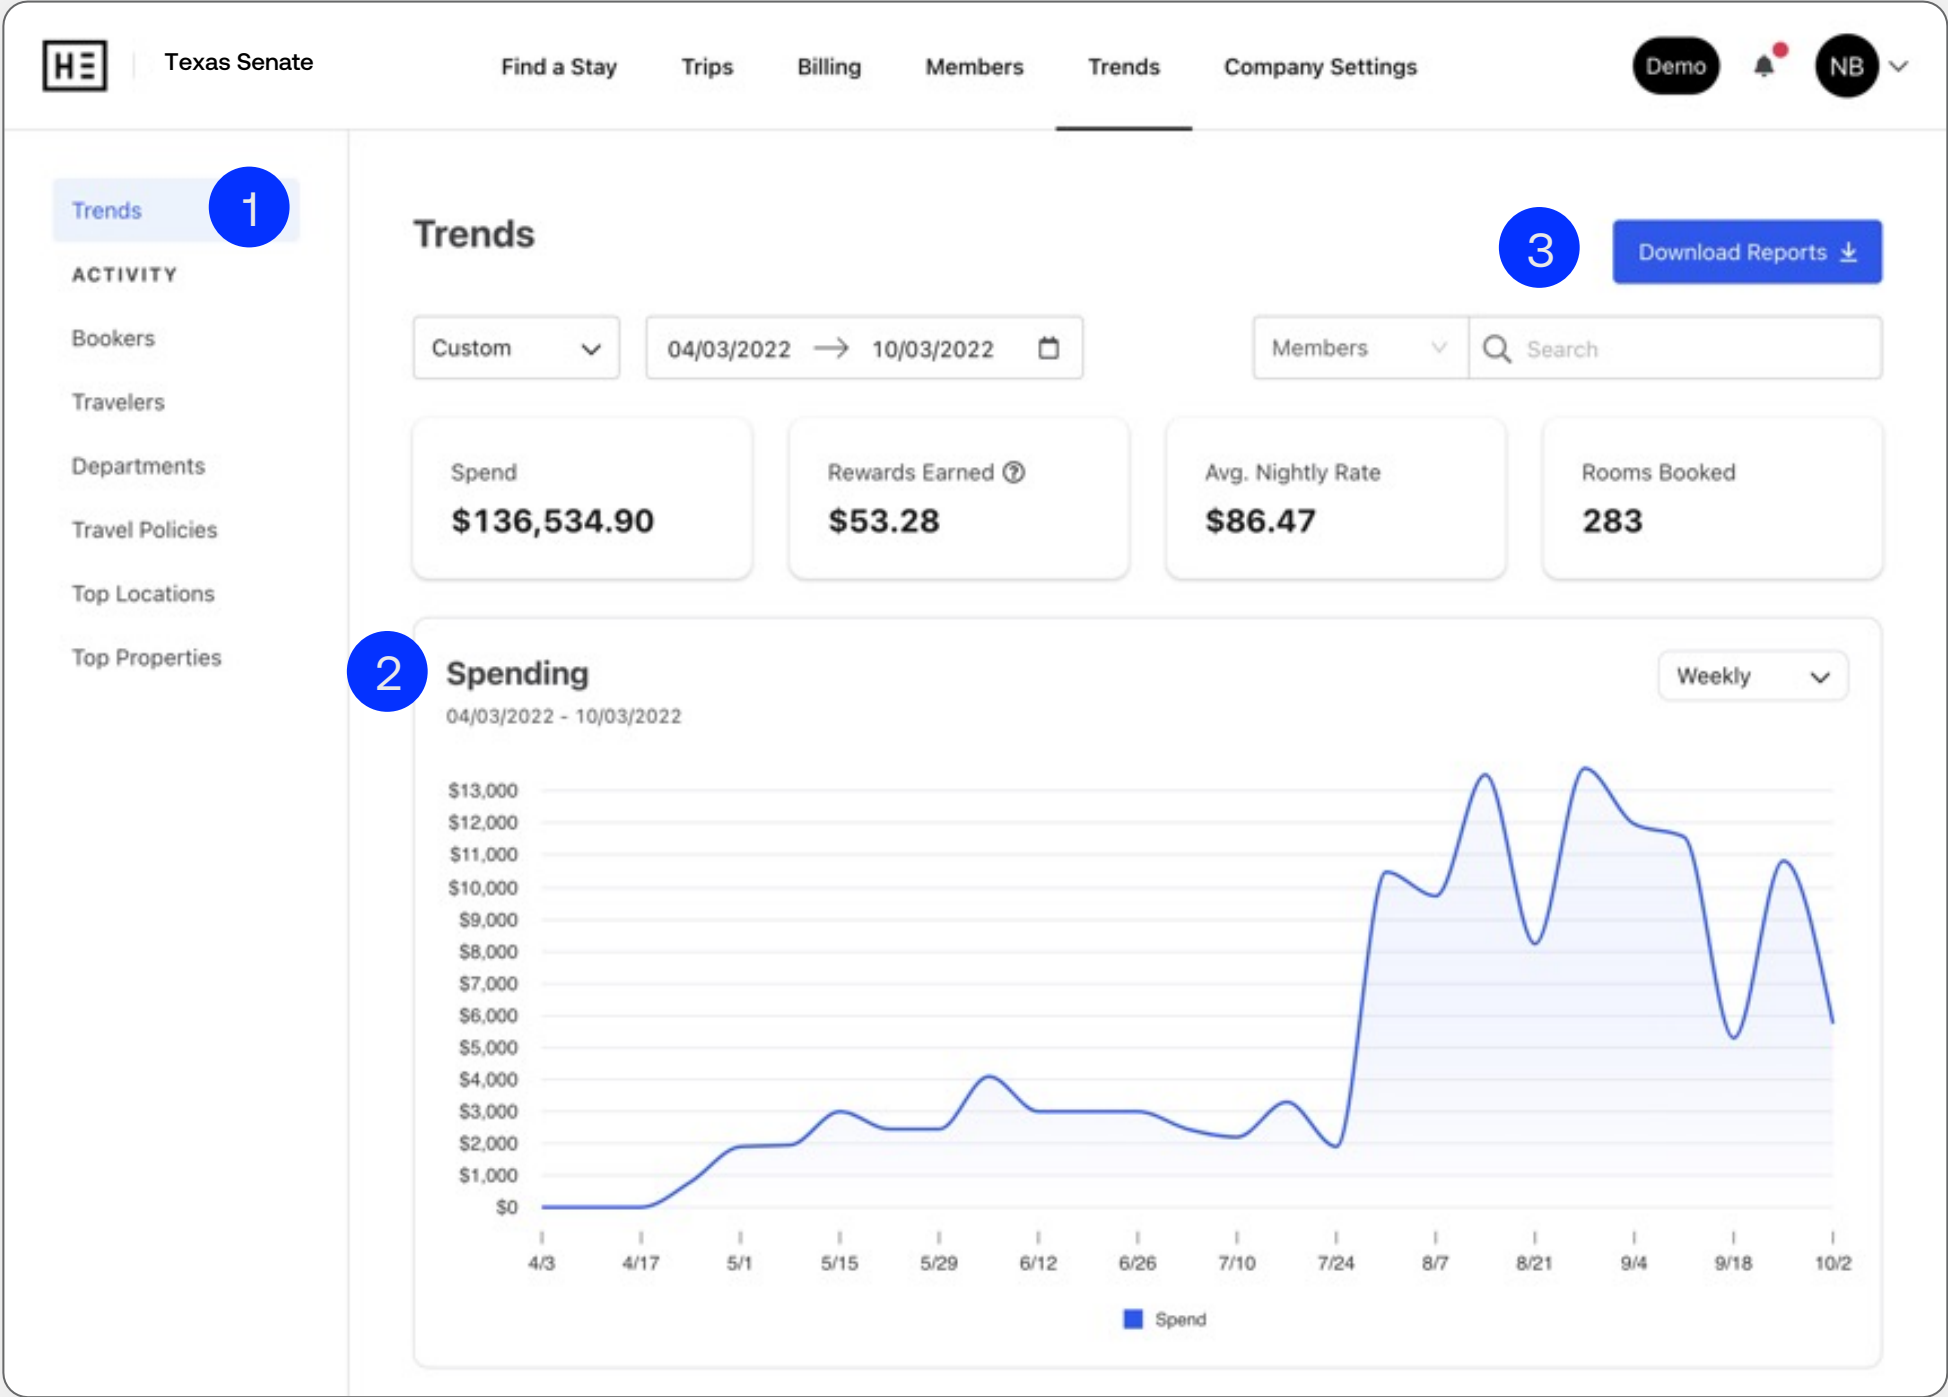 HE
Texas Senate
Find a Stay
Trips
Billing
Members
Trends
Company Settings
Demo
NB
Trends
1
ACTIVITY
Bookers
Travelers
Departments
Travel Policies
Top Locations
Top Properties
Trends
3
Download Reports
Custom
04/03/2022
10/03/2022
Members
Search
Spend
$136,534.90
Rewards Earned ?
$53.28
Avg. Nightly Rate
$86.47
Rooms Booked
283
2
Spending
04/03/2022 - 10/03/2022
Weekly
$13,000
$12,000
$11,000
$10,000
$9,000
$8,000
$7,000
$6,000
$5,000
$4,000
$3,000
$2,000
$1,000
$0
4/3 4/17 5/1 5/15 5/29 6/12 6/26 7/10 7/24 8/7 8/21 9/4 9/18 10/2
Spend